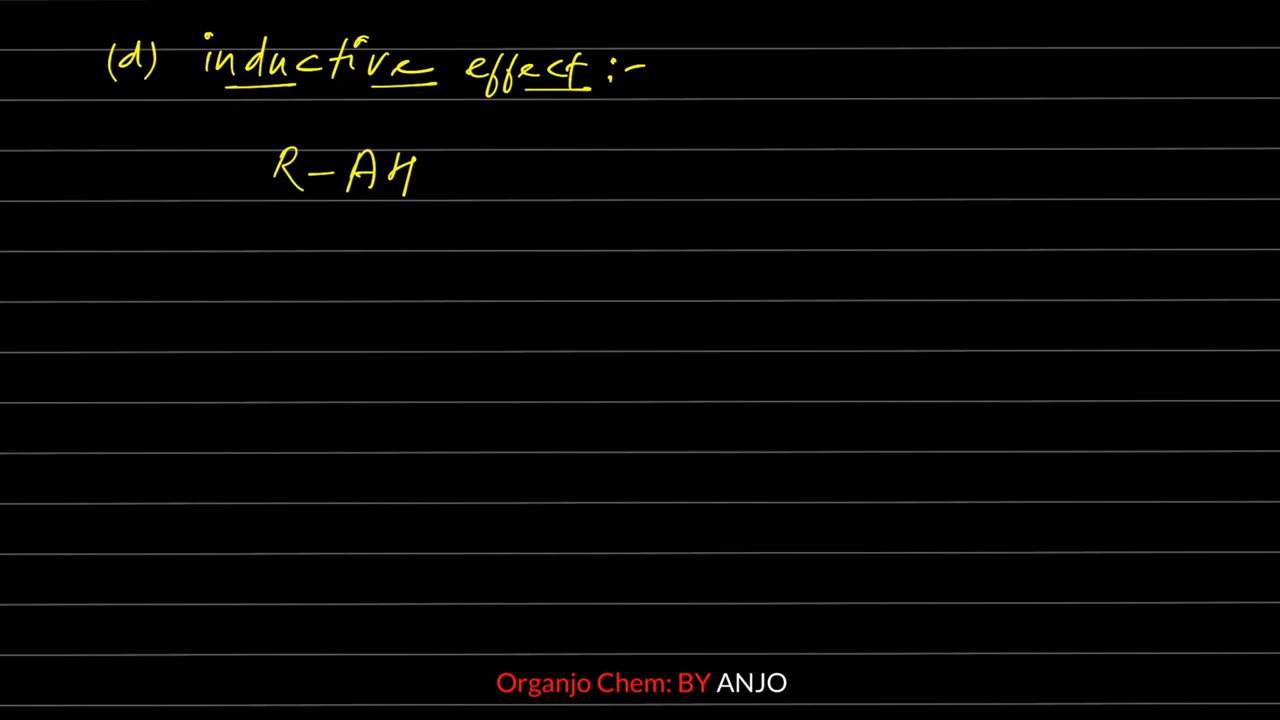 (d) inductive effect :-
R-AH
Organjo Chem: BY ANJO